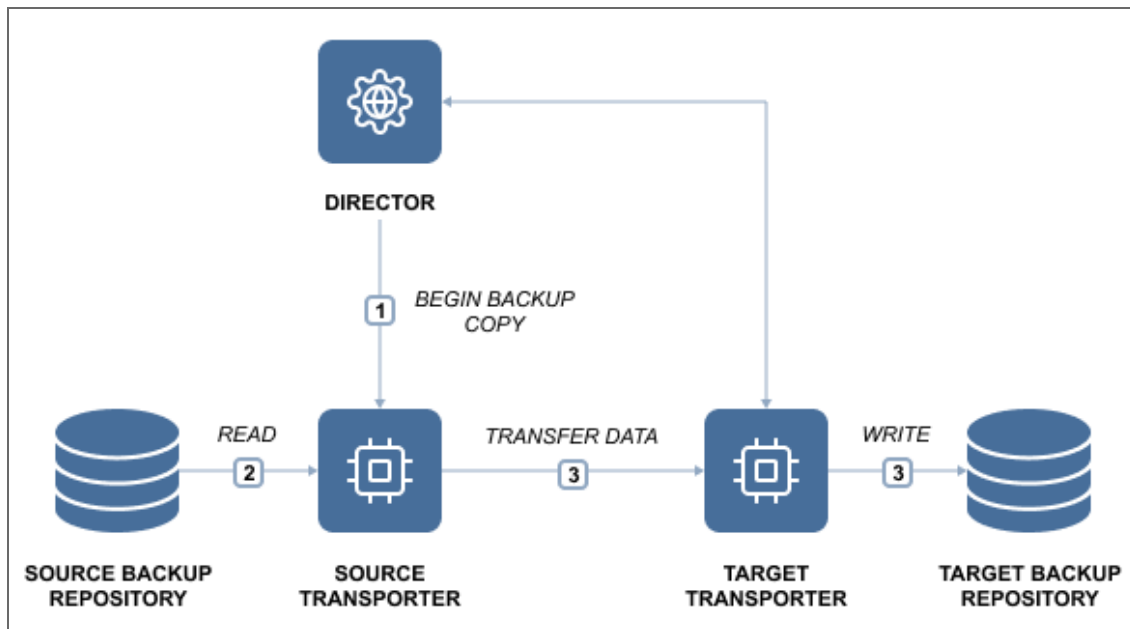 DIRECTOR
1
BEGIN BACKUP
COPY
READ
2
TRANSFER DATA
3
WRITE
3
SOURCE BACKUP
REPOSITORY
SOURCE
TRANSPORTER
TARGET
TRANSPORTER
TARGET BACKUP
REPOSITORY